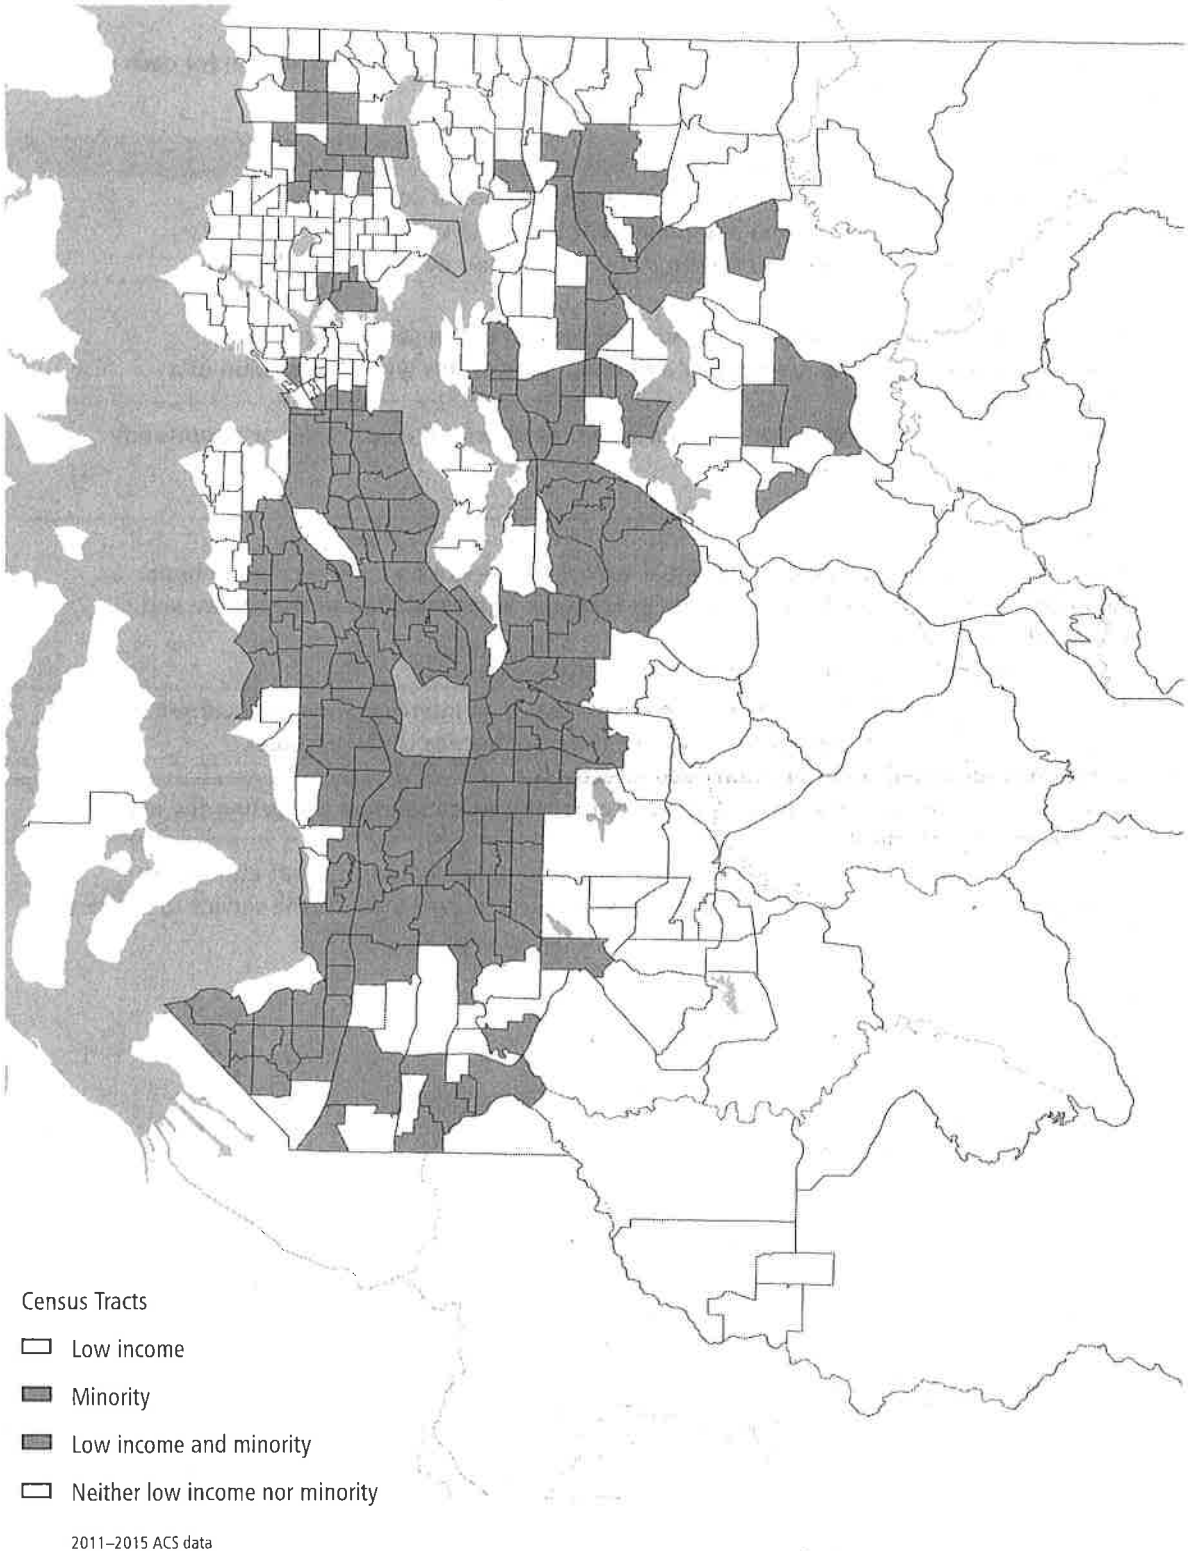 Census Tracts
Low income
Minority
Low income and minority
Neither low income nor minority
2011–2015 ACS data